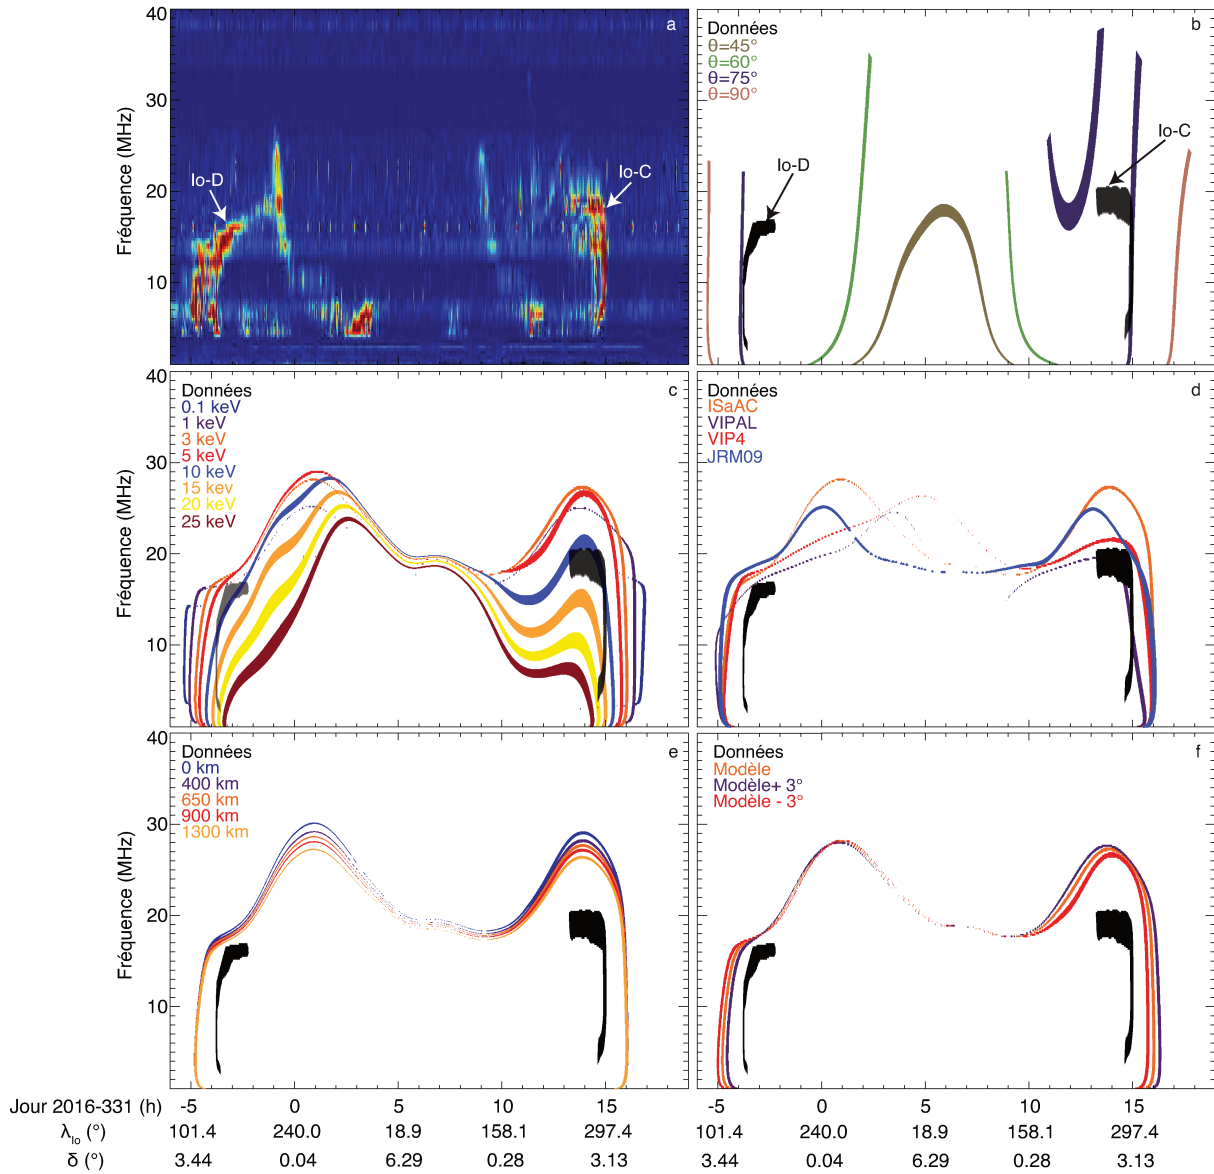 40
30
20
10
Fréquence (MHz)
a
Io-D
Io-C
b
Données
θ=45°
θ=60°
θ=75°
θ=90°
Io-D
Io-C
40
30
20
10
Fréquence (MHz)
c
Données
0.1 keV
1 keV
3 keV
5 keV
10 keV
15 keV
20 keV
25 keV
d
Données
ISaAC
VIPAL
VIP4
JRM09
40
30
20
10
Fréquence (MHz)
e
Données
0 km
400 km
650 km
900 km
1300 km
f
Données
Modèle
Modèle+ 3°
Modèle - 3°
Jour 2016-331 (h) -5 0 5 10 15 -5 0 5 10 15
λIo (°) 101.4 240.0 18.9 158.1 297.4 101.4 240.0 18.9 158.1 297.4
δ (°) 3.44 0.04 6.29 0.28 3.13 3.44 0.04 6.29 0.28 3.13